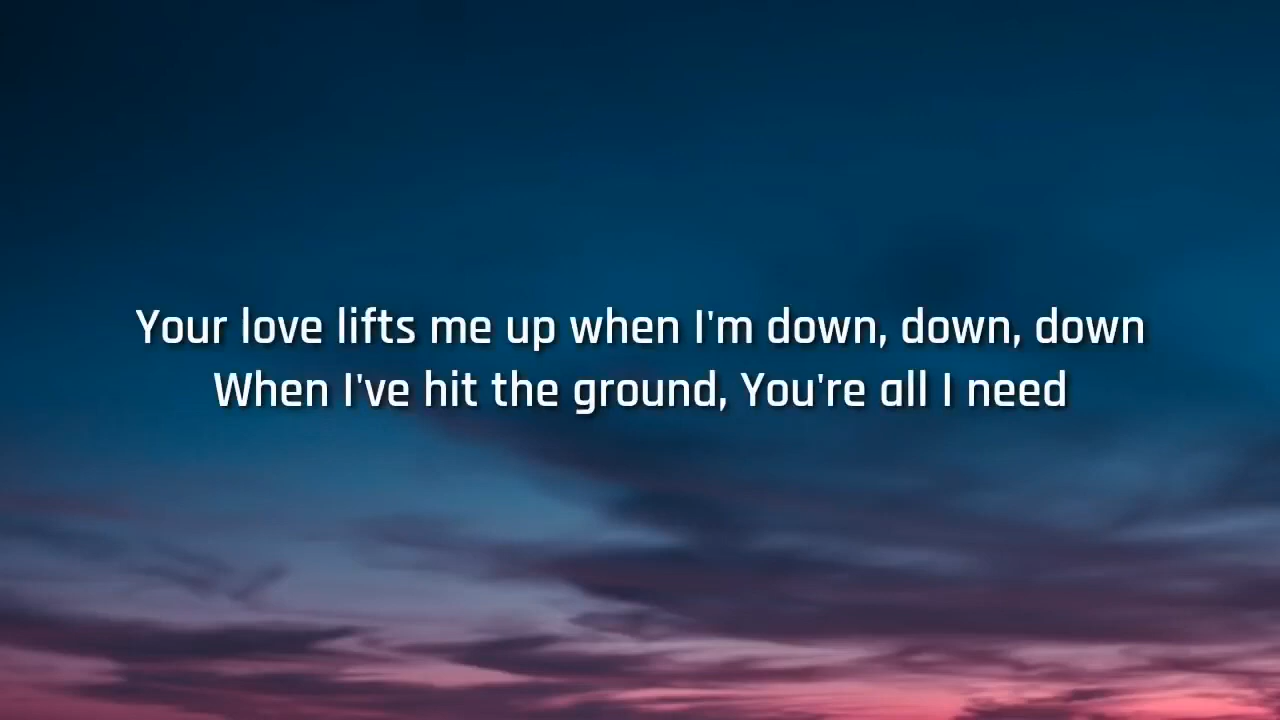 Your love lifts me up when I'm down, down, down
When I've hit the ground, You're all I need